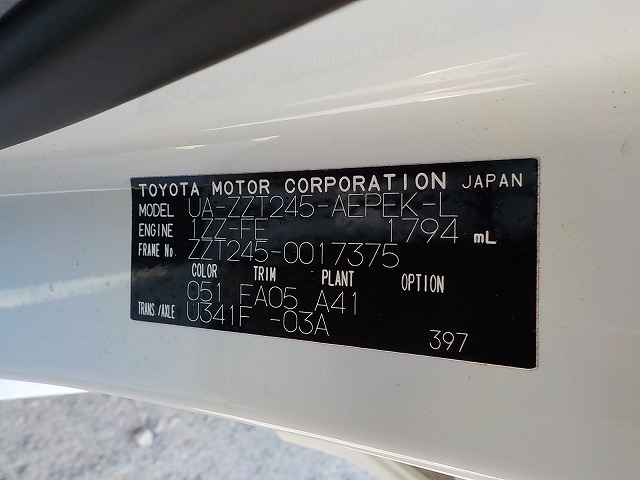 TOYOTA MOTOR CORPORATION JAPAN
MODEL UA-ZZT245-AEPEK-L
ENGINE 1ZZ-FE 1794 mL
FRAME No. ZZT245-0017375
COLOR TRIM PLANT OPTION
051 FA05 A41
TRANS./AXLE U341F -03A
397